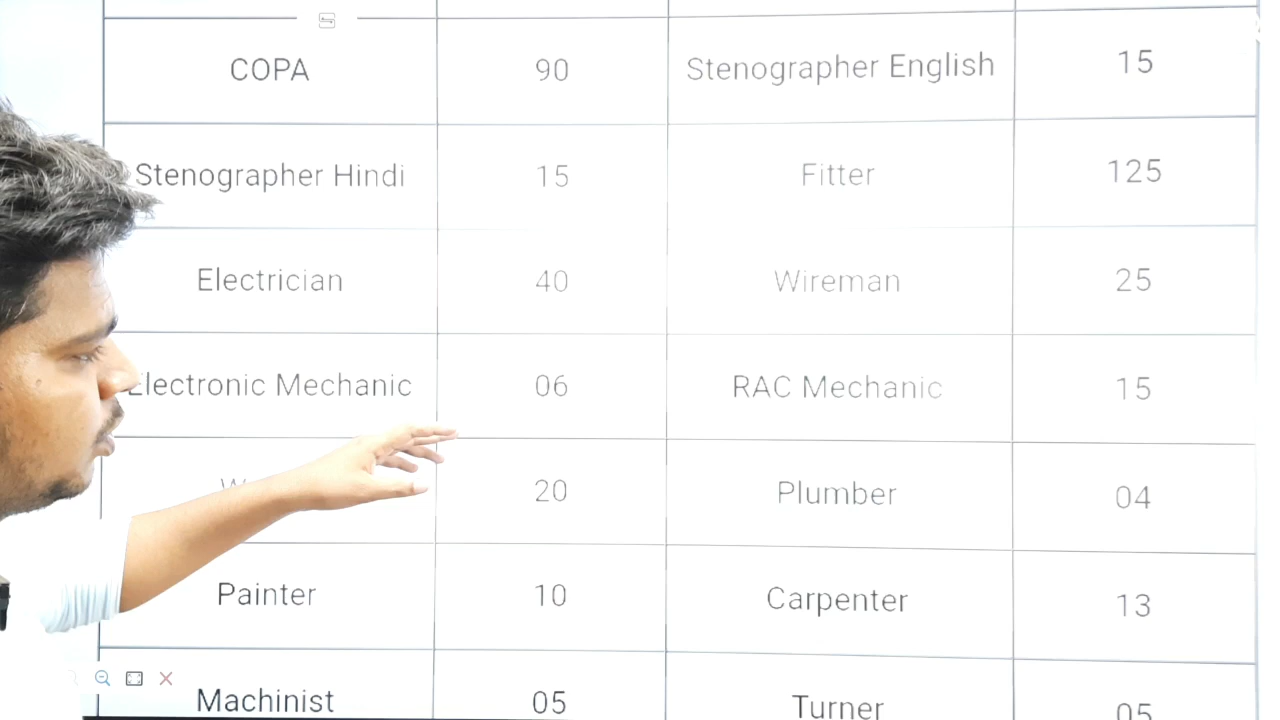 COPA 90 Stenographer English 15
Stenographer Hindi 15 Fitter 125
Electrician 40 Wireman 25
Electronic Mechanic 06 RAC Mechanic 15
20 Plumber 04
Painter 10 Carpenter 13
Machinist 05 Turner 05